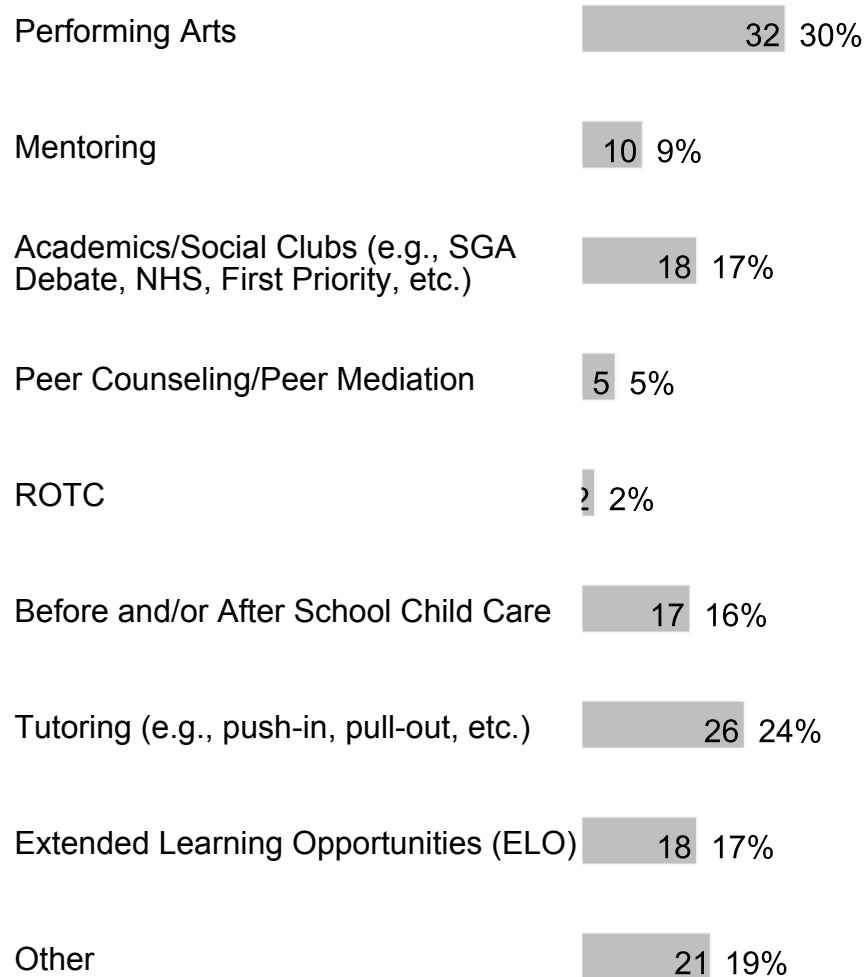 Performing Arts 32 30%
Mentoring 10 9%
Academics/Social Clubs (e.g., SGA
Debate, NHS, First Priority, etc.) 18 17%
Peer Counseling/Peer Mediation 5 5%
ROTC 2 2%
Before and/or After School Child Care 17 16%
Tutoring (e.g., push-in, pull-out, etc.) 26 24%
Extended Learning Opportunities (ELO) 18 17%
Other 21 19%